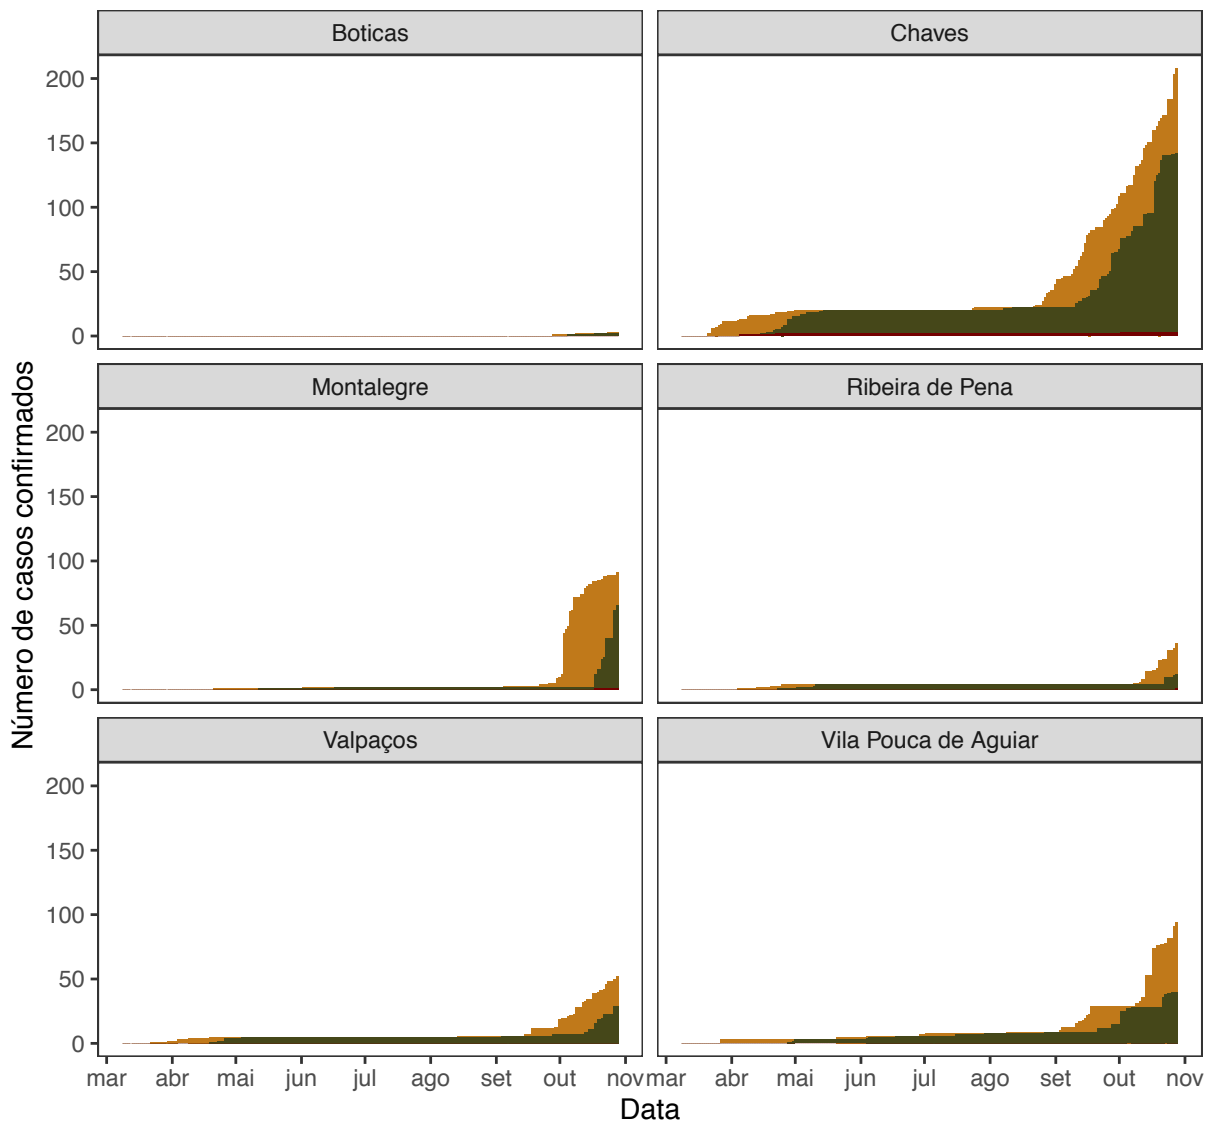 Boticas
Chaves
200
150
100
50
0
Montalegre
Ribeira de Pena
200
150
100
50
0
Valpaços
Vila Pouca de Aguiar
200
150
100
50
0
mar abr mai jun jul ago set out nov mar abr mai jun jul ago set out nov
Data
Número de casos confirmados